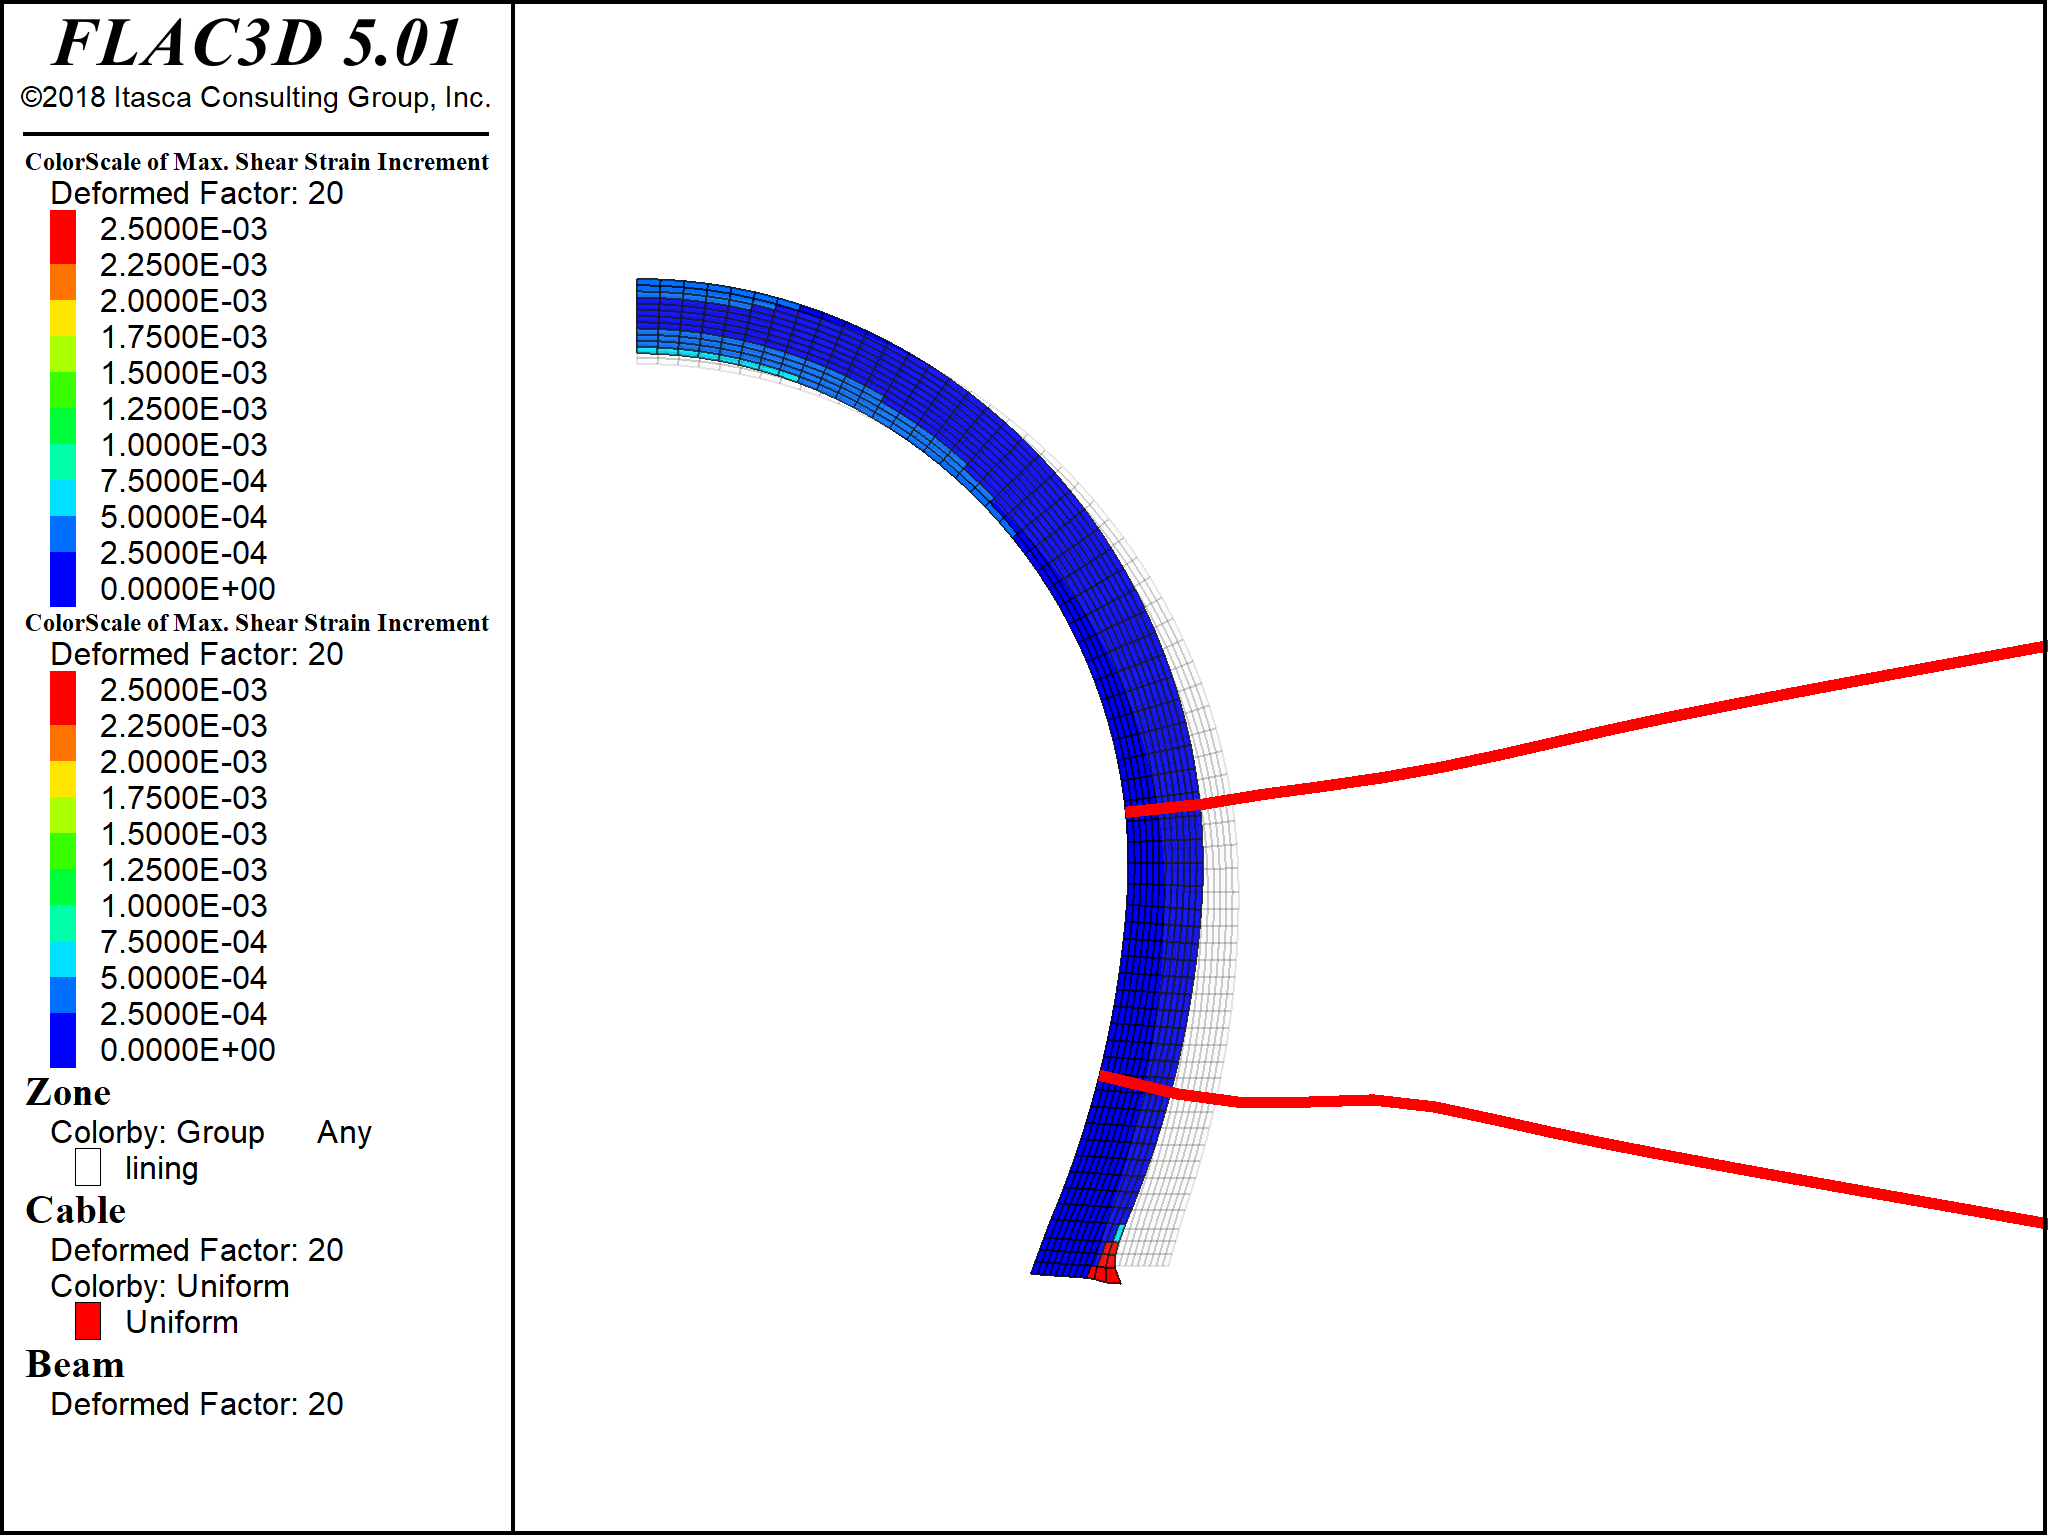 FLAC3D 5.01
©2018 Itasca Consulting Group, Inc.
ColorScale of Max. Shear Strain Increment
Deformed Factor: 20
2.5000E-03
2.2500E-03
2.0000E-03
1.7500E-03
1.5000E-03
1.2500E-03
1.0000E-03
7.5000E-04
5.0000E-04
2.5000E-04
0.0000E+00
ColorScale of Max. Shear Strain Increment
Deformed Factor: 20
2.5000E-03
2.2500E-03
2.0000E-03
1.7500E-03
1.5000E-03
1.2500E-03
1.0000E-03
7.5000E-04
5.0000E-04
2.5000E-04
0.0000E+00
Zone
Colorby: Group Any
lining
Cable
Deformed Factor: 20
Colorby: Uniform
Uniform
Beam
Deformed Factor: 20